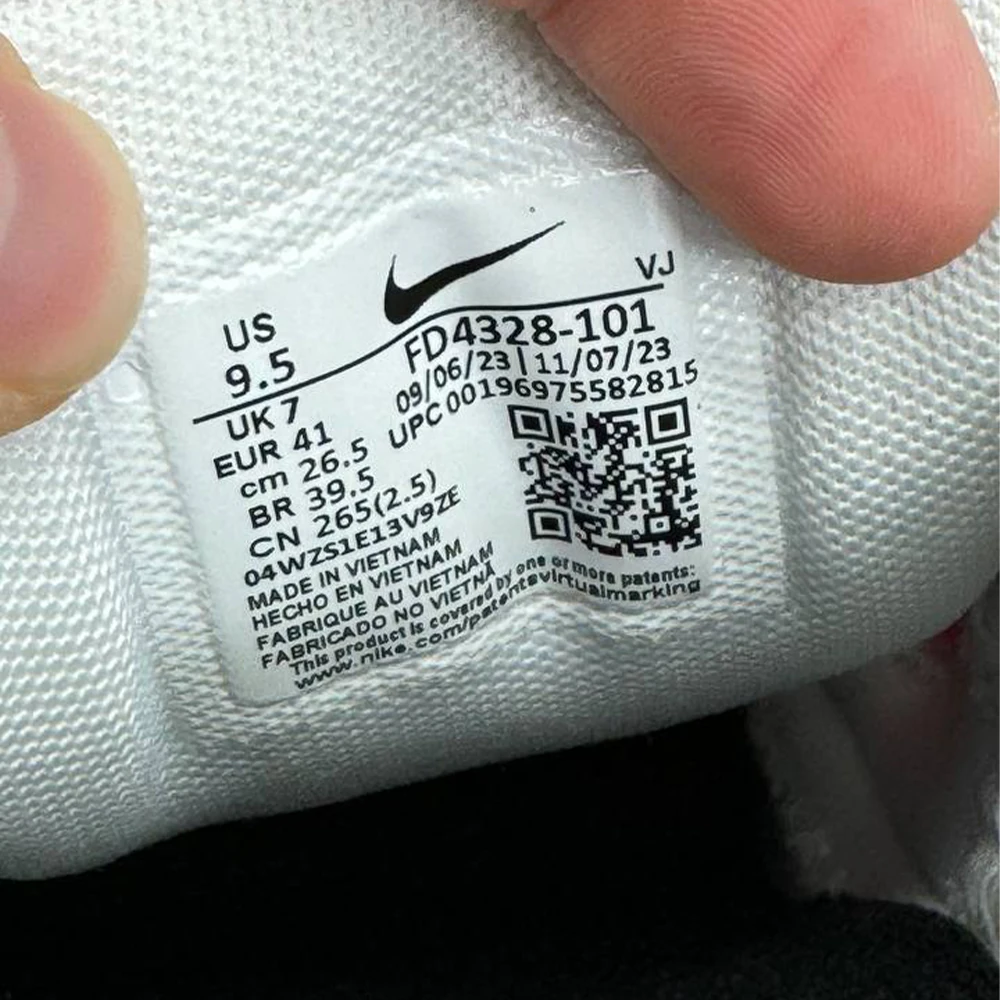 US
9.5
VJ
FD4328-101
09/06/23 | 11/07/23
UPC 00196975582815
UK 7
EUR 41
cm 26.5
BR 39.5
CN 265(2.5)
04WZS1E13V9ZE
MADE IN VIETNAM
HECHO EN VIETNAM
FABRIQUE AU VIETNAM
FABRICADO NO VIETNÃ
This product is covered by one or more patents:
www.nike.com/patentsvirtualmarking